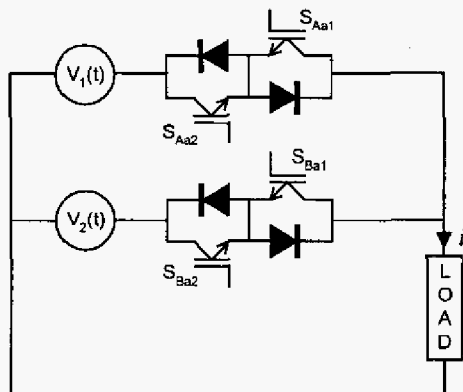 S_Aa1
V_1(t)
S_Aa2
S_Ba1
V_2(t)
S_Ba2
L
O
A
D